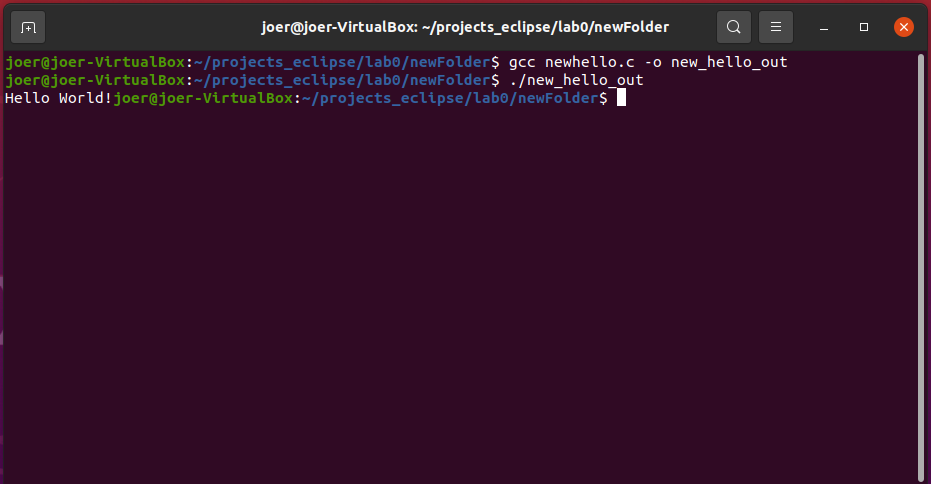 joer@joer-VirtualBox: ~/projects_eclipse/lab0/newFolder
joer@joer-VirtualBox:~/projects_eclipse/lab0/newFolder$ gcc newhello.c -o new_hello_out
joer@joer-VirtualBox:~/projects_eclipse/lab0/newFolder$ ./new_hello_out
Hello World!joer@joer-VirtualBox:~/projects_eclipse/lab0/newFolder$